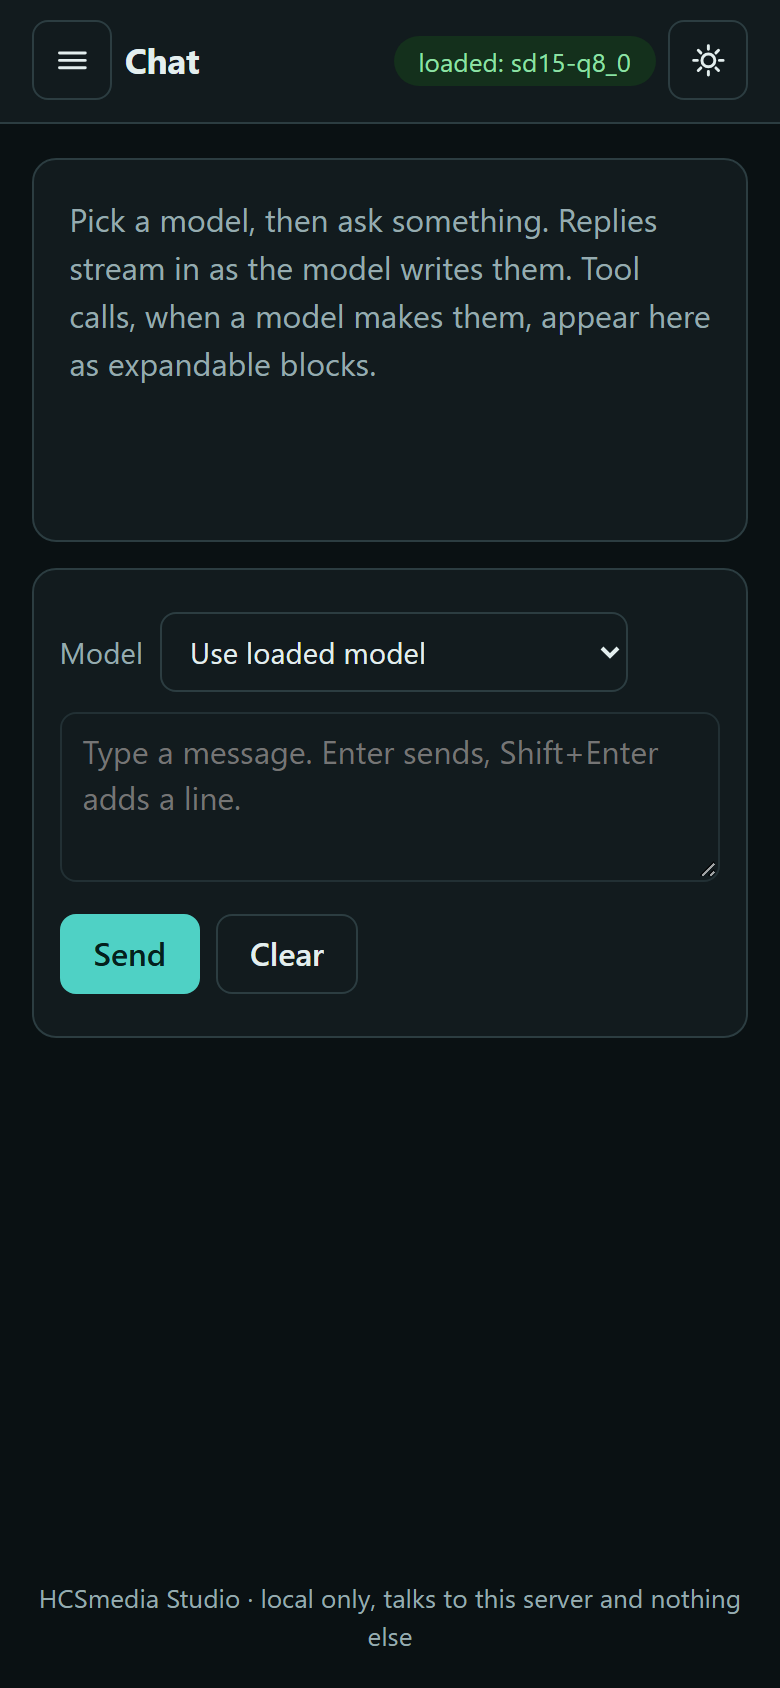 Chat
loaded: sd15-q8_0
Pick a model, then ask something. Replies
stream in as the model writes them. Tool
calls, when a model makes them, appear here
as expandable blocks.
Model
Use loaded model
Type a message. Enter sends, Shift+Enter
adds a line.
Send
Clear
HCSmedia Studio · local only, talks to this server and nothing
else